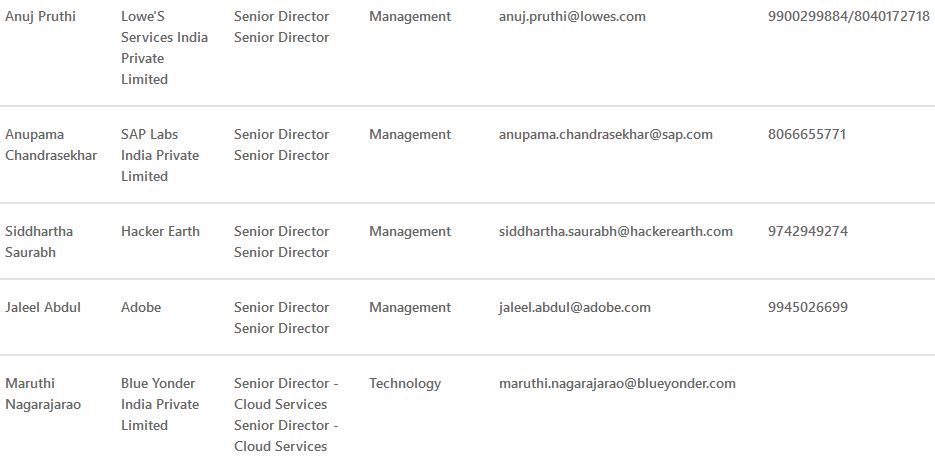 Anuj Pruthi Lowe'S Senior Director Management anuj.pruthi@lowes.com 9900299884/8040172718
Services India Senior Director
Private
Limited
Anupama SAP Labs Senior Director Management anupama.chandrasekhar@sap.com 8066655771
Chandrasekhar India Private Senior Director
Limited
Siddhartha Hacker Earth Senior Director Management siddhartha.saurabh@hackerearth.com 9742949274
Saurabh Senior Director
Jaleel Abdul Adobe Senior Director Management jaleel.abdul@adobe.com 9945026699
Senior Director
Maruthi Blue Yonder Senior Director - Technology maruthi.nagarajarao@blueyonder.com
Nagarajarao India Private Cloud Services
Limited Senior Director -
Cloud Services